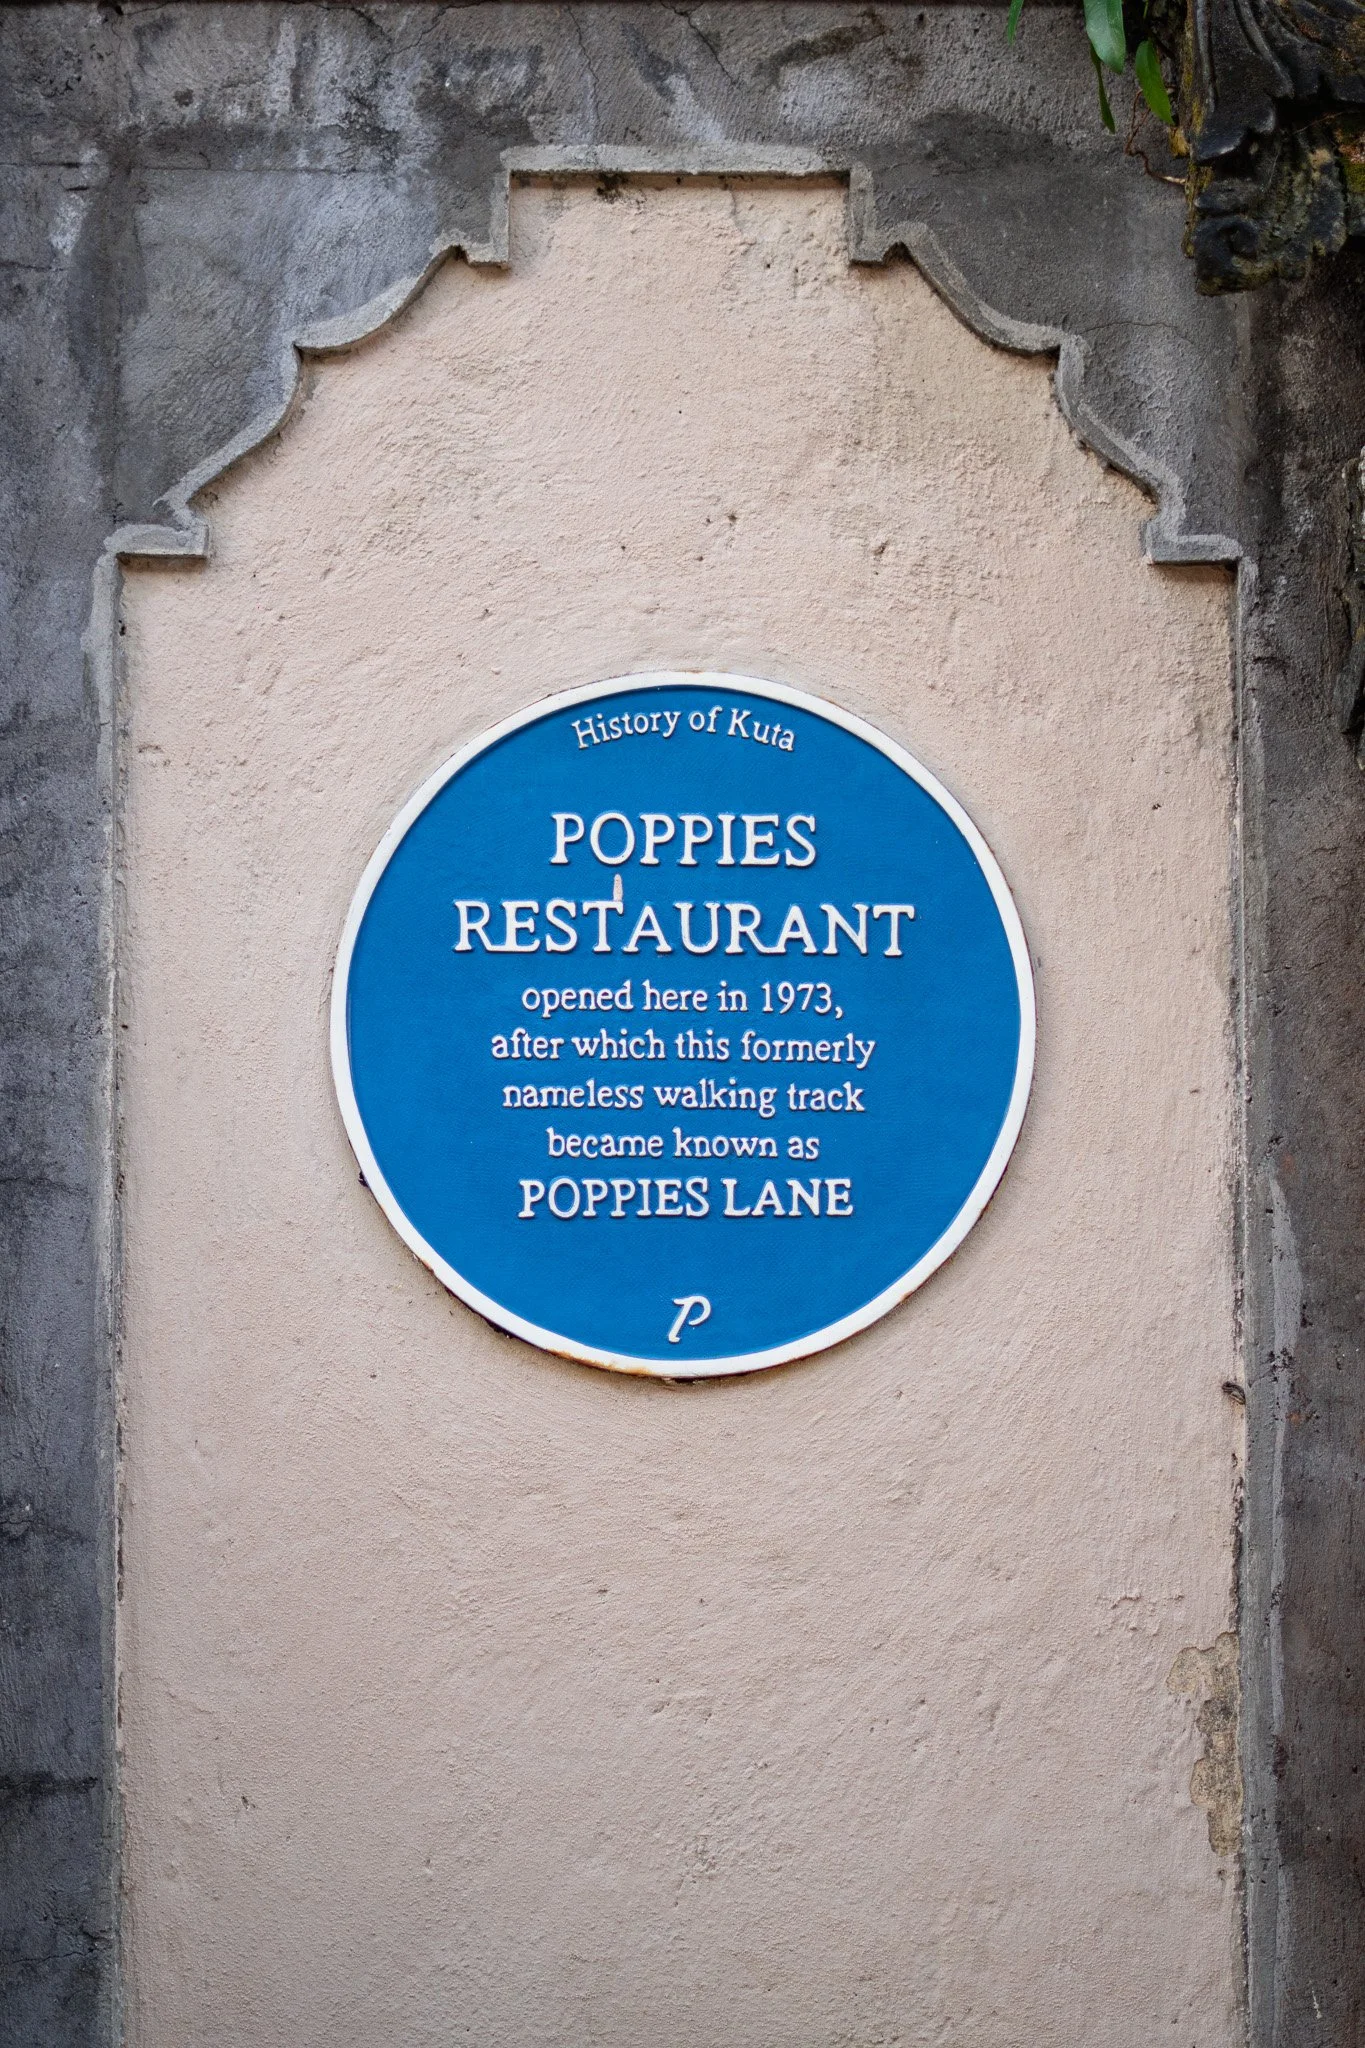 History of Kuta
POPPIES
RESTAURANT
opened here in 1973,
after which this formerly
nameless walking track
became known as
POPPIES LANE
P